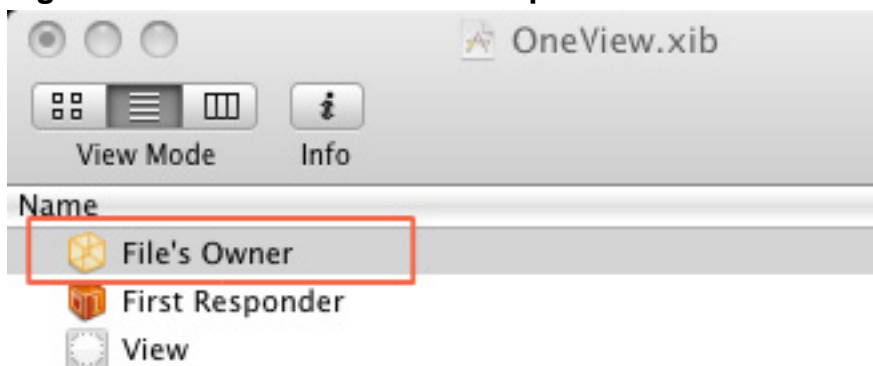 OneView.xib
View Mode
Info
Name
File's Owner
First Responder
View